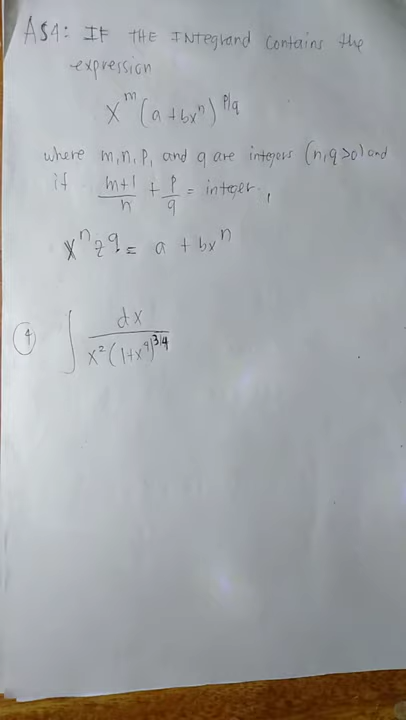 AS4: IF THE Integrand contains the
expression
x^m (a + bx^n)^p/q
where m, n, p, and q are integers (n, q > 0) and
if (m+1)/n + p/q = integer,
x^n z^q = a + bx^n
④ ∫ dx / (x^2 (1+x^4)^3/4)